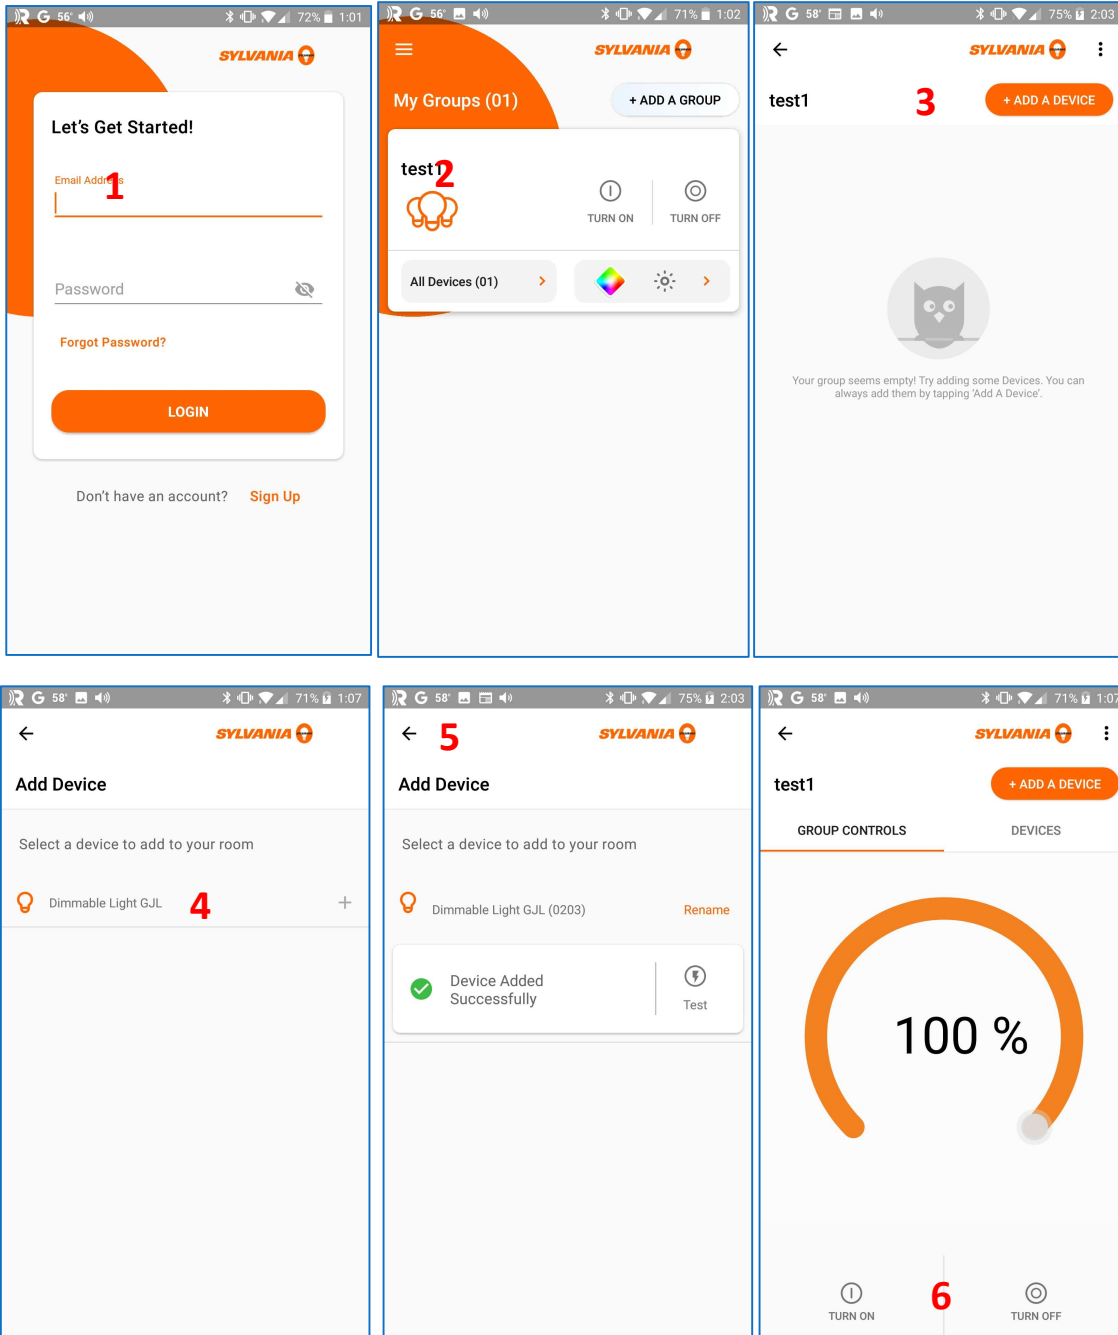 G 56° 72% 1:01
SYLVANIA
Let's Get Started!
Email Address
1
Password
Forgot Password?
LOGIN
Don't have an account? Sign Up
G 56° 71% 1:02
SYLVANIA
My Groups (01) + ADD A GROUP
test1
2
TURN ON TURN OFF
All Devices (01)
G 58° 75% 2:03
SYLVANIA
test1 3 + ADD A DEVICE
Your group seems empty! Try adding some Devices. You can
always add them by tapping 'Add A Device'.
G 58° 71% 1:07
SYLVANIA
Add Device
Select a device to add to your room
Dimmable Light GJL 4 +
G 58° 75% 2:03
5 SYLVANIA
Add Device
Select a device to add to your room
Dimmable Light GJL (0203) Rename
Device Added
Successfully
Test
G 58° 71% 1:07
SYLVANIA
test1 + ADD A DEVICE
GROUP CONTROLS DEVICES
100 %
6
TURN ON TURN OFF